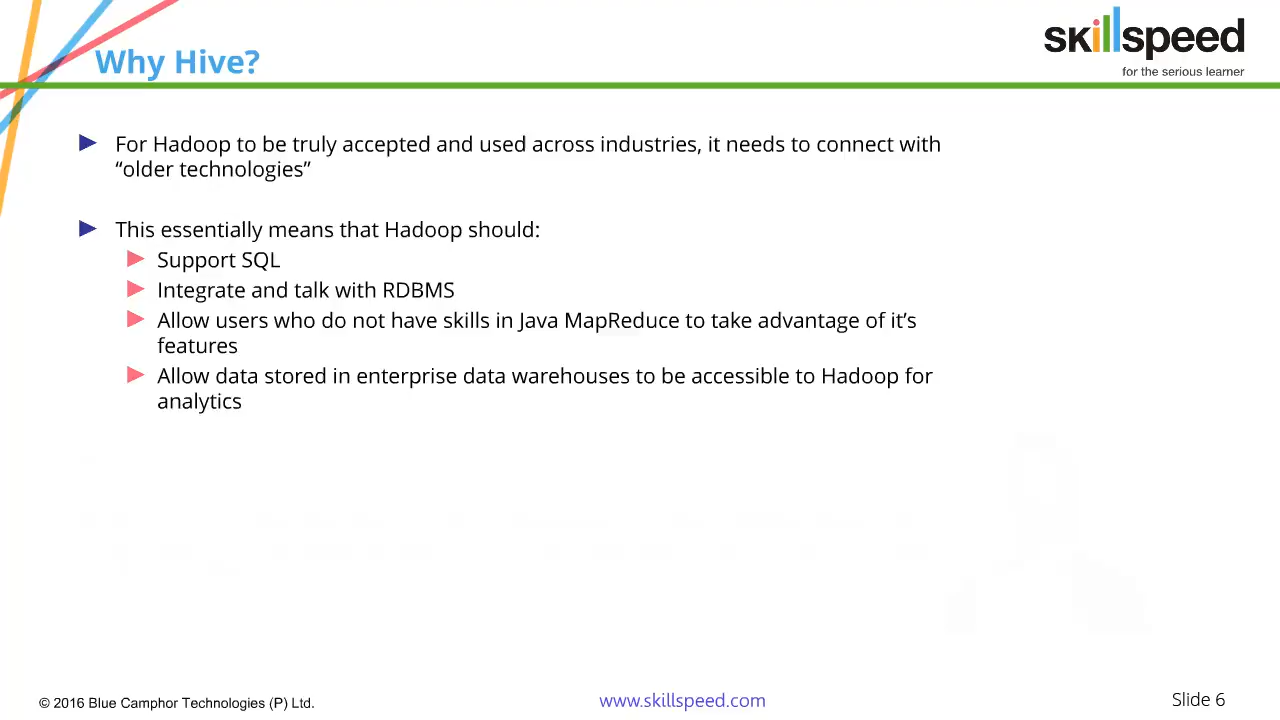 Why Hive?
skillspeed
for the serious learner
For Hadoop to be truly accepted and used across industries, it needs to connect with
“older technologies”
This essentially means that Hadoop should:
Support SQL
Integrate and talk with RDBMS
Allow users who do not have skills in Java MapReduce to take advantage of it’s
features
Allow data stored in enterprise data warehouses to be accessible to Hadoop for
analytics
© 2016 Blue Camphor Technologies (P) Ltd.
www.skillspeed.com
Slide 6